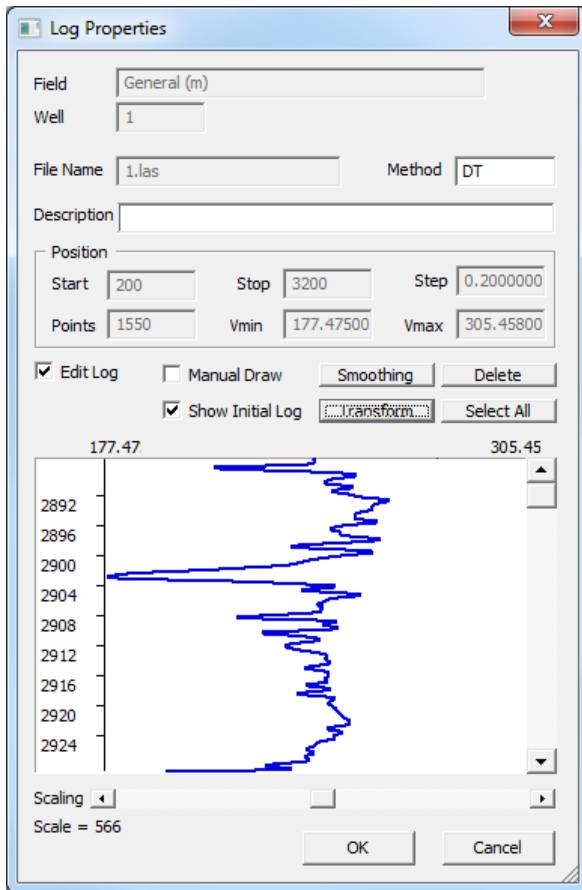 Log Properties
Field General (m)
Well 1
File Name 1.las Method DT
Description
Position
Start 200 Stop 3200 Step 0.2000000
Points 1550 Vmin 177.47500 Vmax 305.45800
Edit Log Manual Draw Smoothing Delete
Show Initial Log Transform Select All
177.47 305.45
2892
2896
2900
2904
2908
2912
2916
2920
2924
Scaling
Scale = 566
OK Cancel